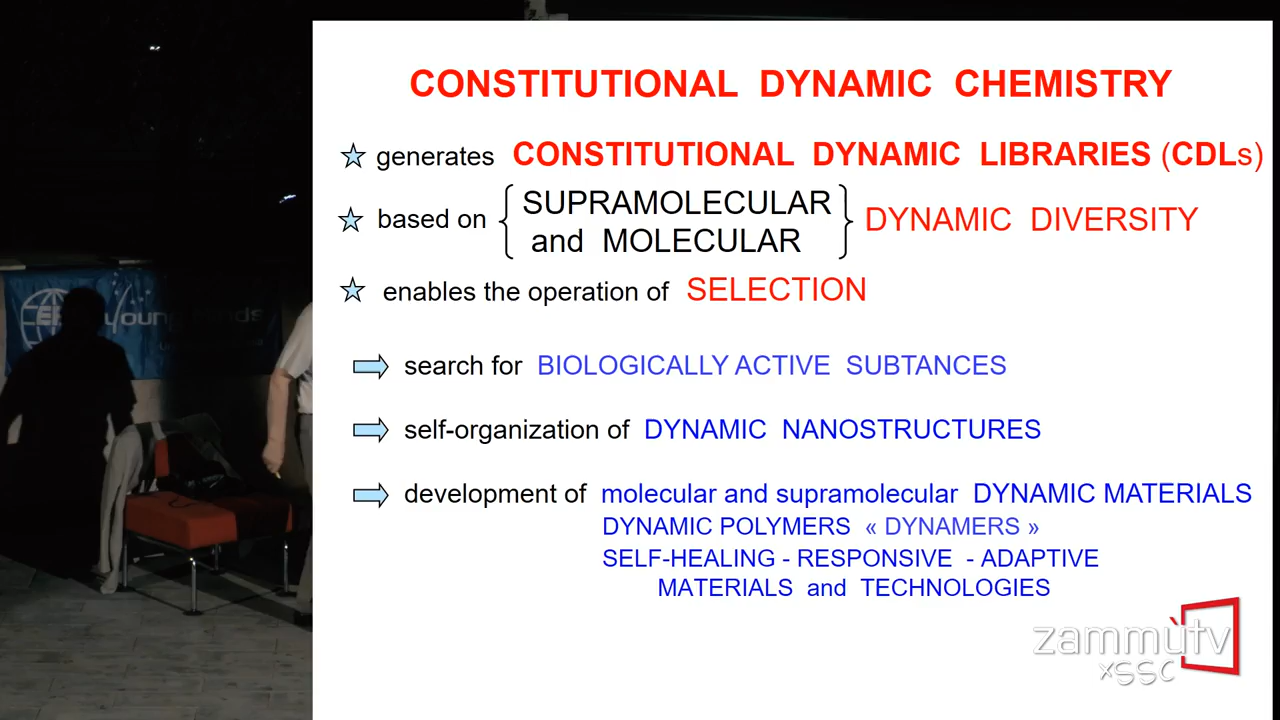 CONSTITUTIONAL DYNAMIC CHEMISTRY
generates CONSTITUTIONAL DYNAMIC LIBRARIES (CDLs)
based on { SUPRAMOLECULAR and MOLECULAR } DYNAMIC DIVERSITY
enables the operation of SELECTION
search for BIOLOGICALLY ACTIVE SUBTANCES
self-organization of DYNAMIC NANOSTRUCTURES
development of molecular and supramolecular DYNAMIC MATERIALS
DYNAMIC POLYMERS « DYNAMERS »
SELF-HEALING - RESPONSIVE - ADAPTIVE
MATERIALS and TECHNOLOGIES
Young Minds
zammùtv
xSSC